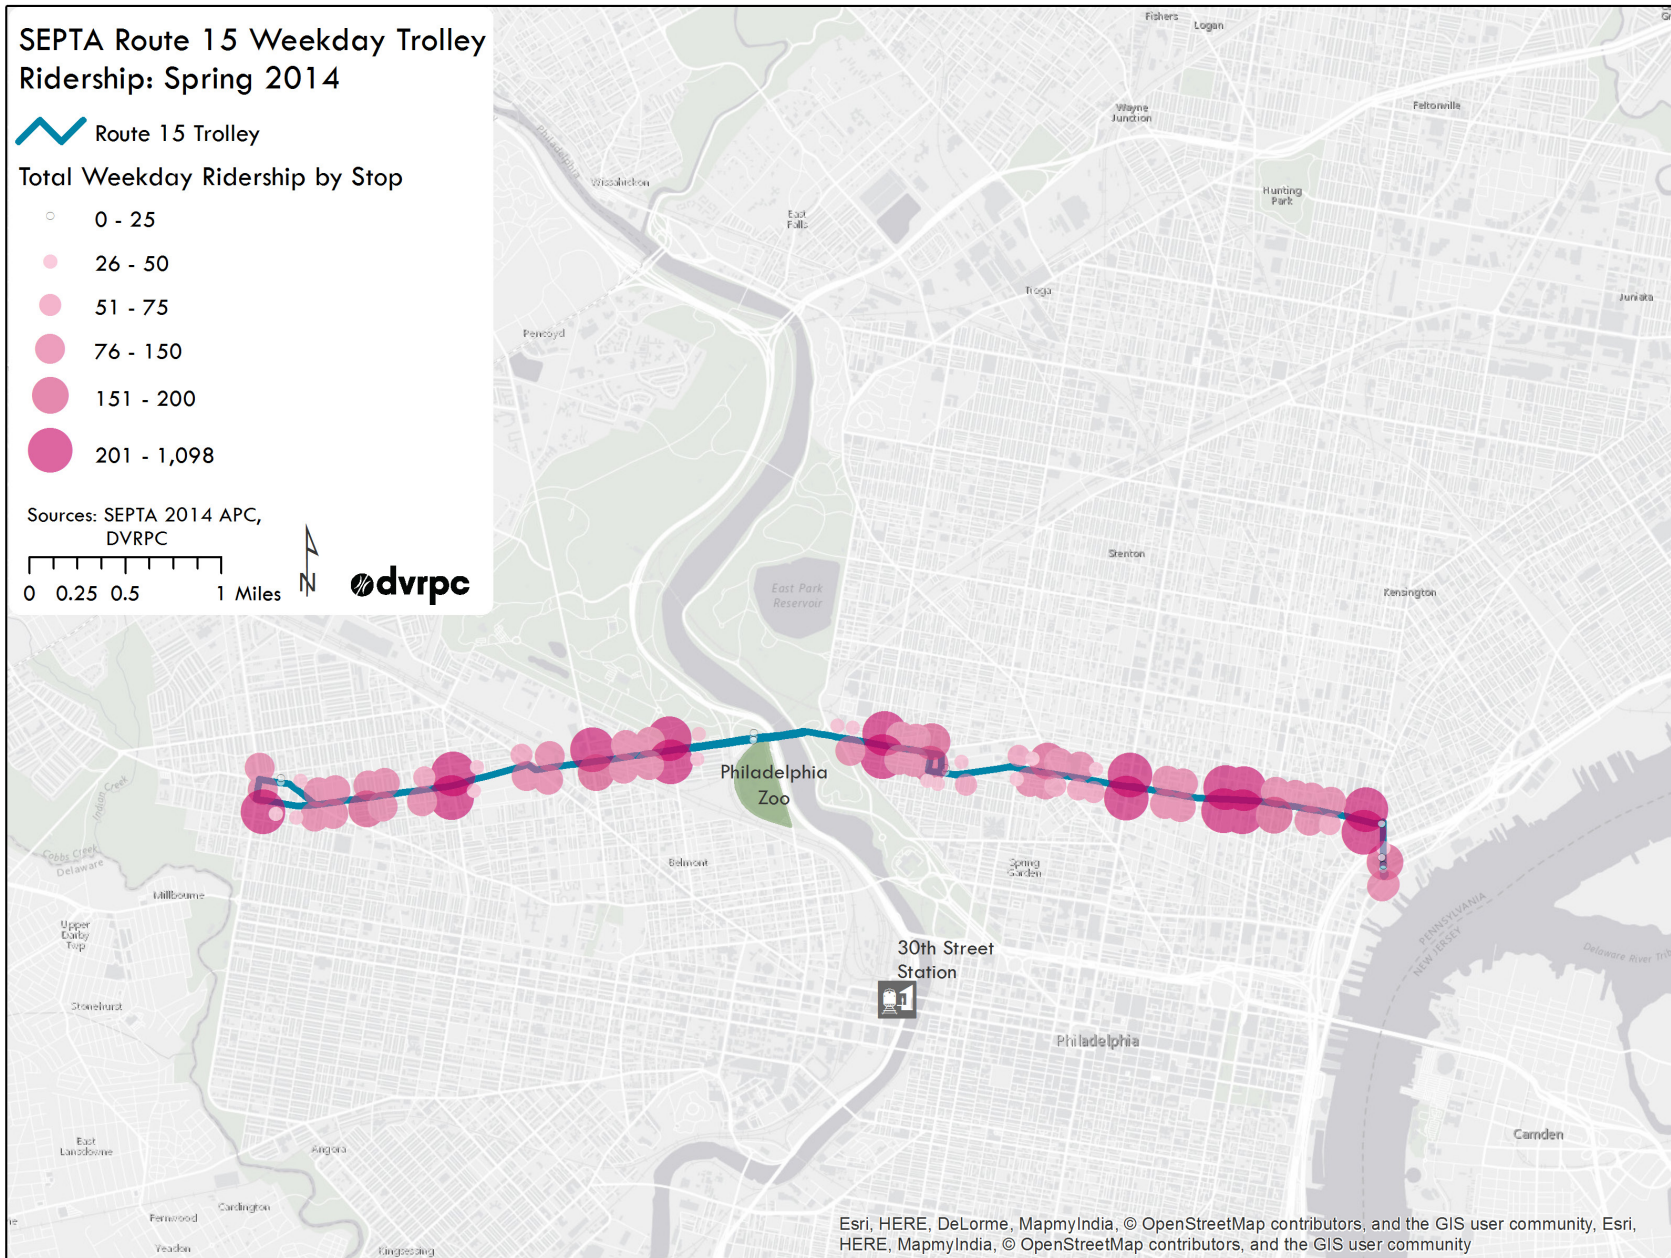 SEPTA Route 15 Weekday Trolley
Ridership: Spring 2014
Route 15 Trolley
Total Weekday Ridership by Stop
0 - 25
26 - 50
51 - 75
76 - 150
151 - 200
201 - 1,098
Sources: SEPTA 2014 APC,
DVRPC
0 0.25 0.5 1 Miles
N
dvrpc
Fishers
Logan
Philadelphia
Wayne
Junction
Feltonville
Wissahickon
East
Falls
Hunting
Park
Tioga
Juniata
Pencoyd
Stenton
East Park
Reservoir
Kensington
Indian Creek
Philadelphia
Zoo
Cobbs Creek
Delaware
Belmont
Spring
Garden
Millbourne
Upper
Darby
Twp
PENNSYLVANIA
NEW JERSEY
30th Street
Station
Delaware River
Stonehurst
Philadelphia
East
Lansdowne
Angora
Camden
Cardington
Fernwood
Yeadon
Kingsessing
Esri, HERE, DeLorme, MapmyIndia, © OpenStreetMap contributors, and the GIS user community, Esri,
HERE, MapmyIndia, © OpenStreetMap contributors, and the GIS user community